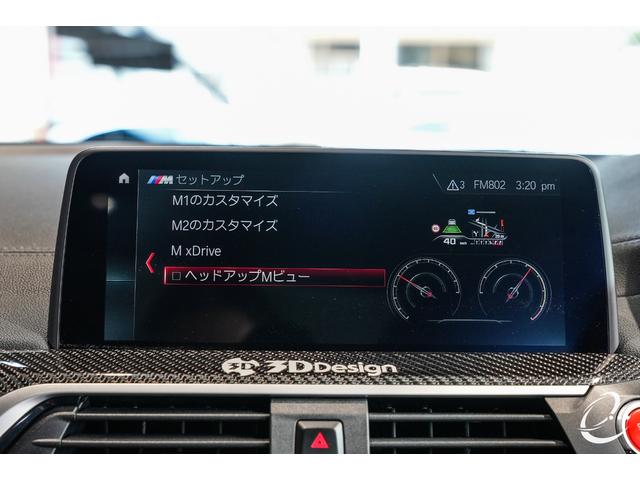 M セットアップ
3 FM802 3:20 pm
M1のカスタマイズ
M2のカスタマイズ
M xDrive
ヘッドアップMビュー
40
3D 3DDesign